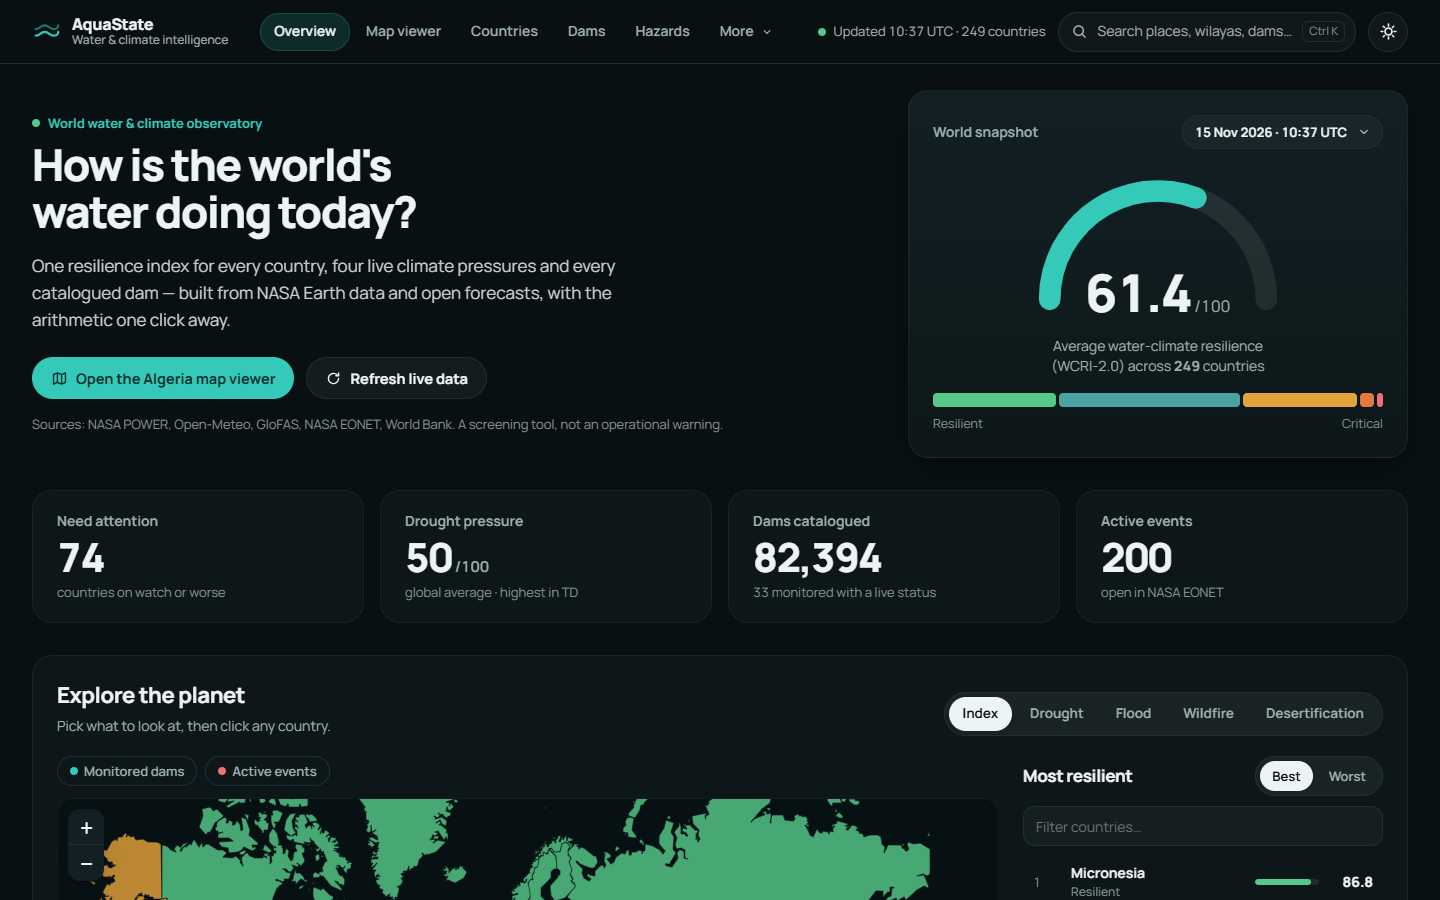 AquaState
Water & climate intelligence
Overview
Map viewer
Countries
Dams
Hazards
More
Updated 10:37 UTC · 249 countries
Search places, wilayas, dams...
Ctrl K
World water & climate observatory
How is the world's
water doing today?
One resilience index for every country, four live climate pressures and every
catalogued dam — built from NASA Earth data and open forecasts, with the
arithmetic one click away.
Open the Algeria map viewer
Refresh live data
Sources: NASA POWER, Open-Meteo, GloFAS, NASA EONET, World Bank. A screening tool, not an operational warning.
World snapshot
15 Nov 2026 · 10:37 UTC
61.4/100
Average water-climate resilience
(WCRI-2.0) across 249 countries
Resilient
Critical
Need attention
74
countries on watch or worse
Drought pressure
50/100
global average · highest in TD
Dams catalogued
82,394
33 monitored with a live status
Active events
200
open in NASA EONET
Explore the planet
Pick what to look at, then click any country.
Index
Drought
Flood
Wildfire
Desertification
Monitored dams
Active events
+
−
Most resilient
Best
Worst
Filter countries...
1
Micronesia
Resilient
86.8